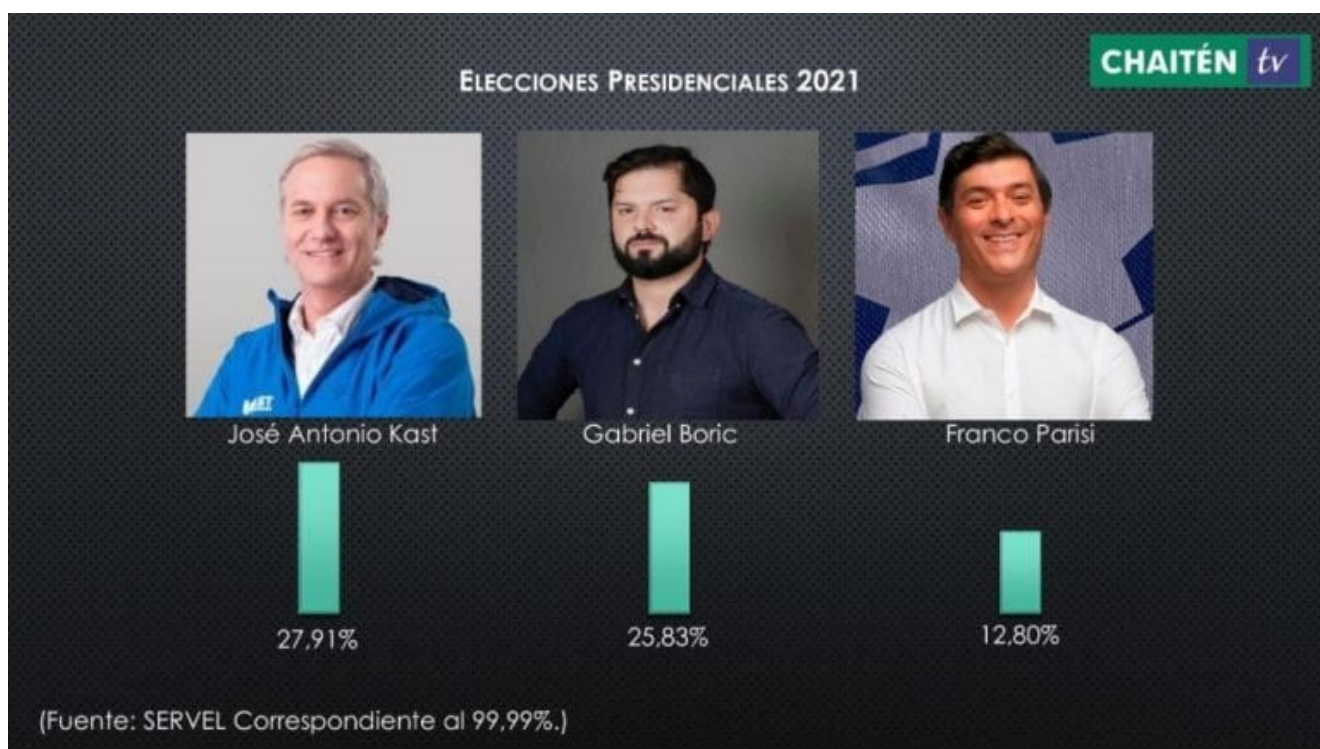 CHAITÉN tv
ELECCIONES PRESIDENCIALES 2021
José Antonio Kast
Gabriel Boric
Franco Parisi
27,91%
25,83%
12,80%
(Fuente: SERVEL Correspondiente al 99,99%.)